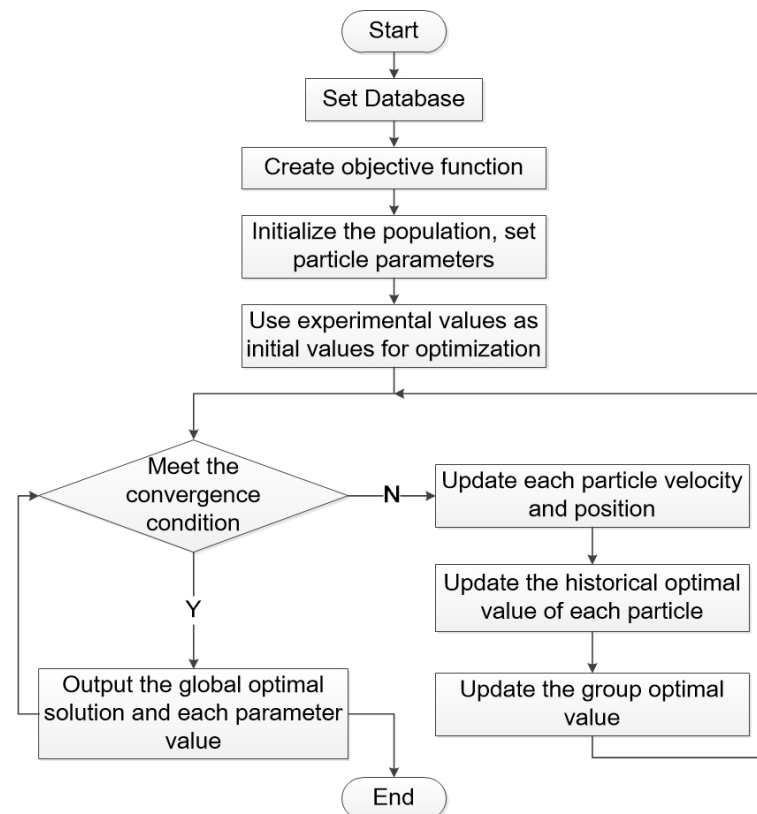 Start
Set Database
Create objective function
Initialize the population, set
particle parameters
Use experimental values as
initial values for optimization
Meet the
convergence
condition
N
Update each particle velocity
and position
Update the historical optimal
value of each particle
Y
Output the global optimal
solution and each parameter
value
Update the group optimal
value
End